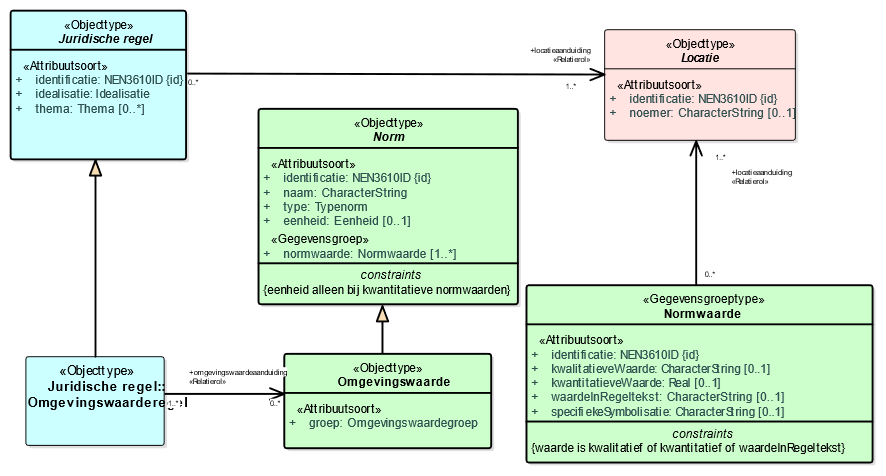 «Objecttype»
Juridische regel
«Attribuutsoort»
+ identificatie: NEN3610ID {id}
+ idealisatie: Idealisatie
+ thema: Thema [0..*]
0..*
+locatieaanduiding
«Relatierol»
1..*
«Objecttype»
Locatie
«Attribuutsoort»
+ identificatie: NEN3610ID {id}
+ noemer: CharacterString [0..1]
«Objecttype»
Norm
«Attribuutsoort»
+ identificatie: NEN3610ID {id}
+ naam: CharacterString
+ type: Typenorm
+ eenheid: Eenheid [0..1]
«Gegevensgroep»
+ normwaarde: Normwaarde [1..*]
constraints
{eenheid alleen bij kwantitatieve normwaarden}
1..*
+locatieaanduiding
«Relatierol»
0..*
«Gegevensgroeptype»
Normwaarde
«Attribuutsoort»
+ identificatie: NEN3610ID {id}
+ kwalitatieveWaarde: CharacterString [0..1]
+ kwantitatieveWaarde: Real [0..1]
+ waardeInRegeltekst: CharacterString [0..1]
+ specifiekeSymbolisatie: CharacterString [0..1]
constraints
{waarde is kwalitatief of kwantitatief of waardeInRegeltekst}
«Objecttype»
Juridische regel::
Omgevingswaarderegel
1..*
+omgevingswaardeaanduiding
«Relatierol»
0..*
«Objecttype»
Omgevingswaarde
«Attribuutsoort»
+ groep: Omgevingswaardegroep